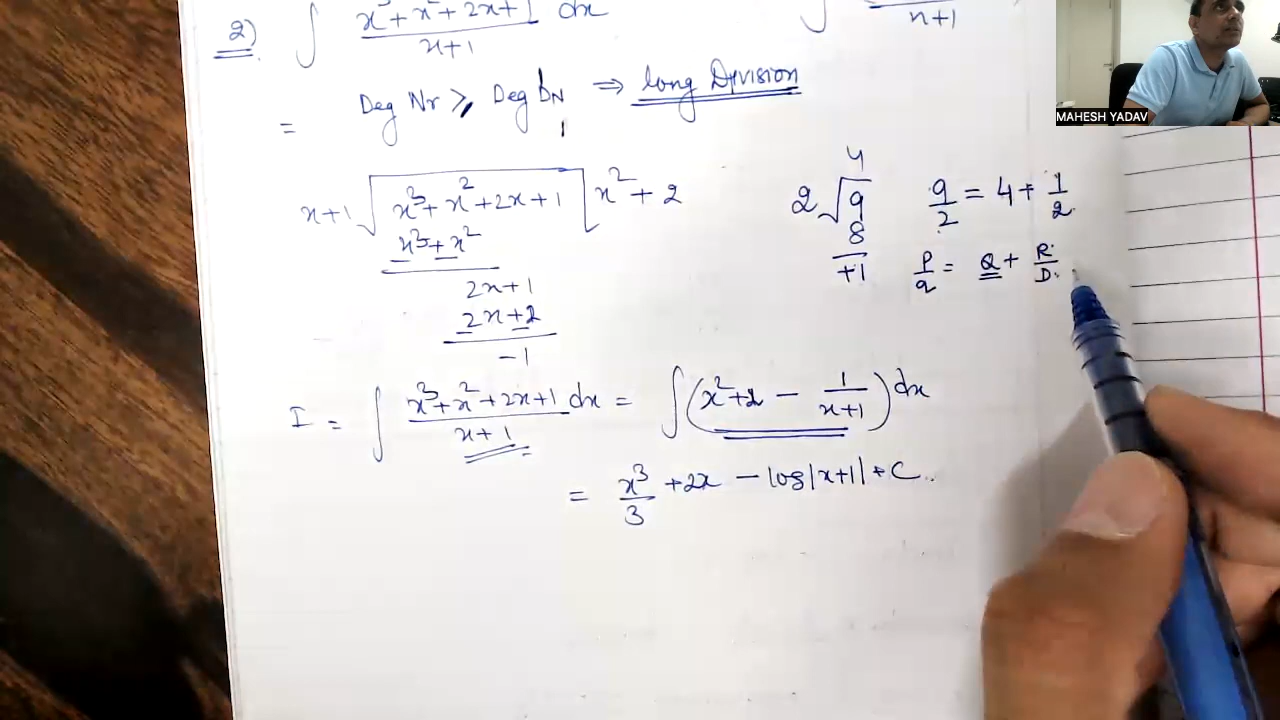 2) ∫ x³+x²+2x+1 / x+1 dx
∫ / x+1
Deg Nr ≥ Deg DN ⇒ long Division
=
x+1 √ x³+x²+2x+1 x²+2
x³+x²
2x+1
2x+2
-1
4
2 √ 9
8
+1
9/2 = 4 + 1/2
P/q = Q + R/D
I = ∫ x³+x²+2x+1 / x+1 dx = ∫ (x²+2 - 1/x+1) dx
= x³/3 +2x - log|x+1| + C
MAHESH YADAV